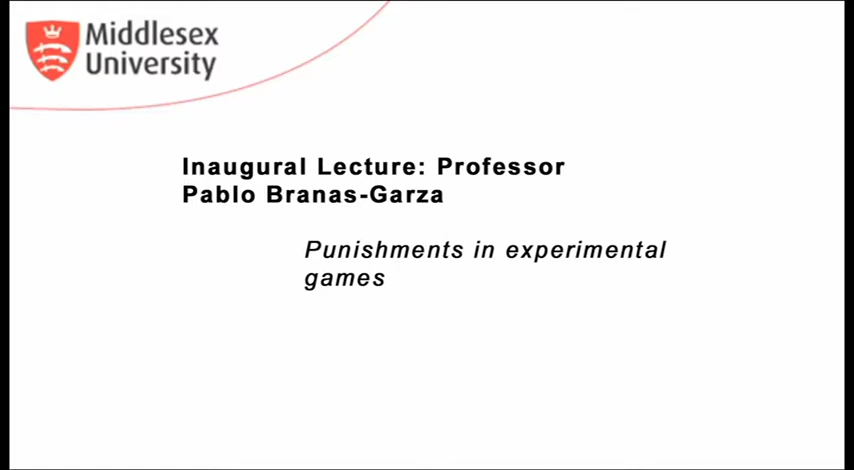 Middlesex
University
Inaugural Lecture: Professor
Pablo Branas-Garza
Punishments in experimental
games